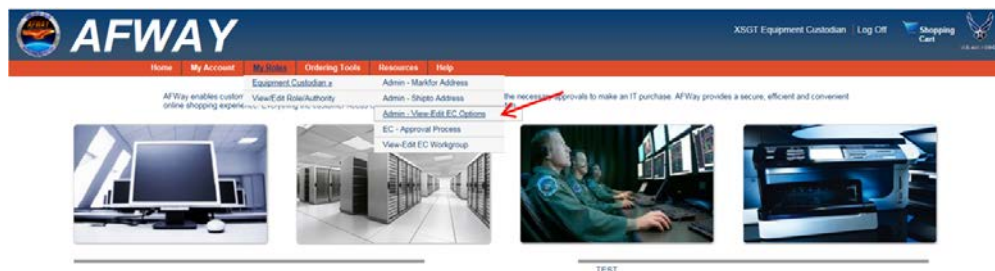 AFWAY
XSGT Equipment Custodian | Log Off
Shopping
Cart
Home My Account My Roles Ordering Tools Resources Help
Equipment Custodian »
View/Edit Role/Authority
Admin - Markfor Address
Admin - Shipto Address
Admin - View-Edit EC Options
EC - Approval Process
View-Edit EC Workgroup
AFWay enables custom the necessary approvals to make an IT purchase. AFWay provides a secure, efficient and convenient
online shopping experience. Everything the customer
TEST